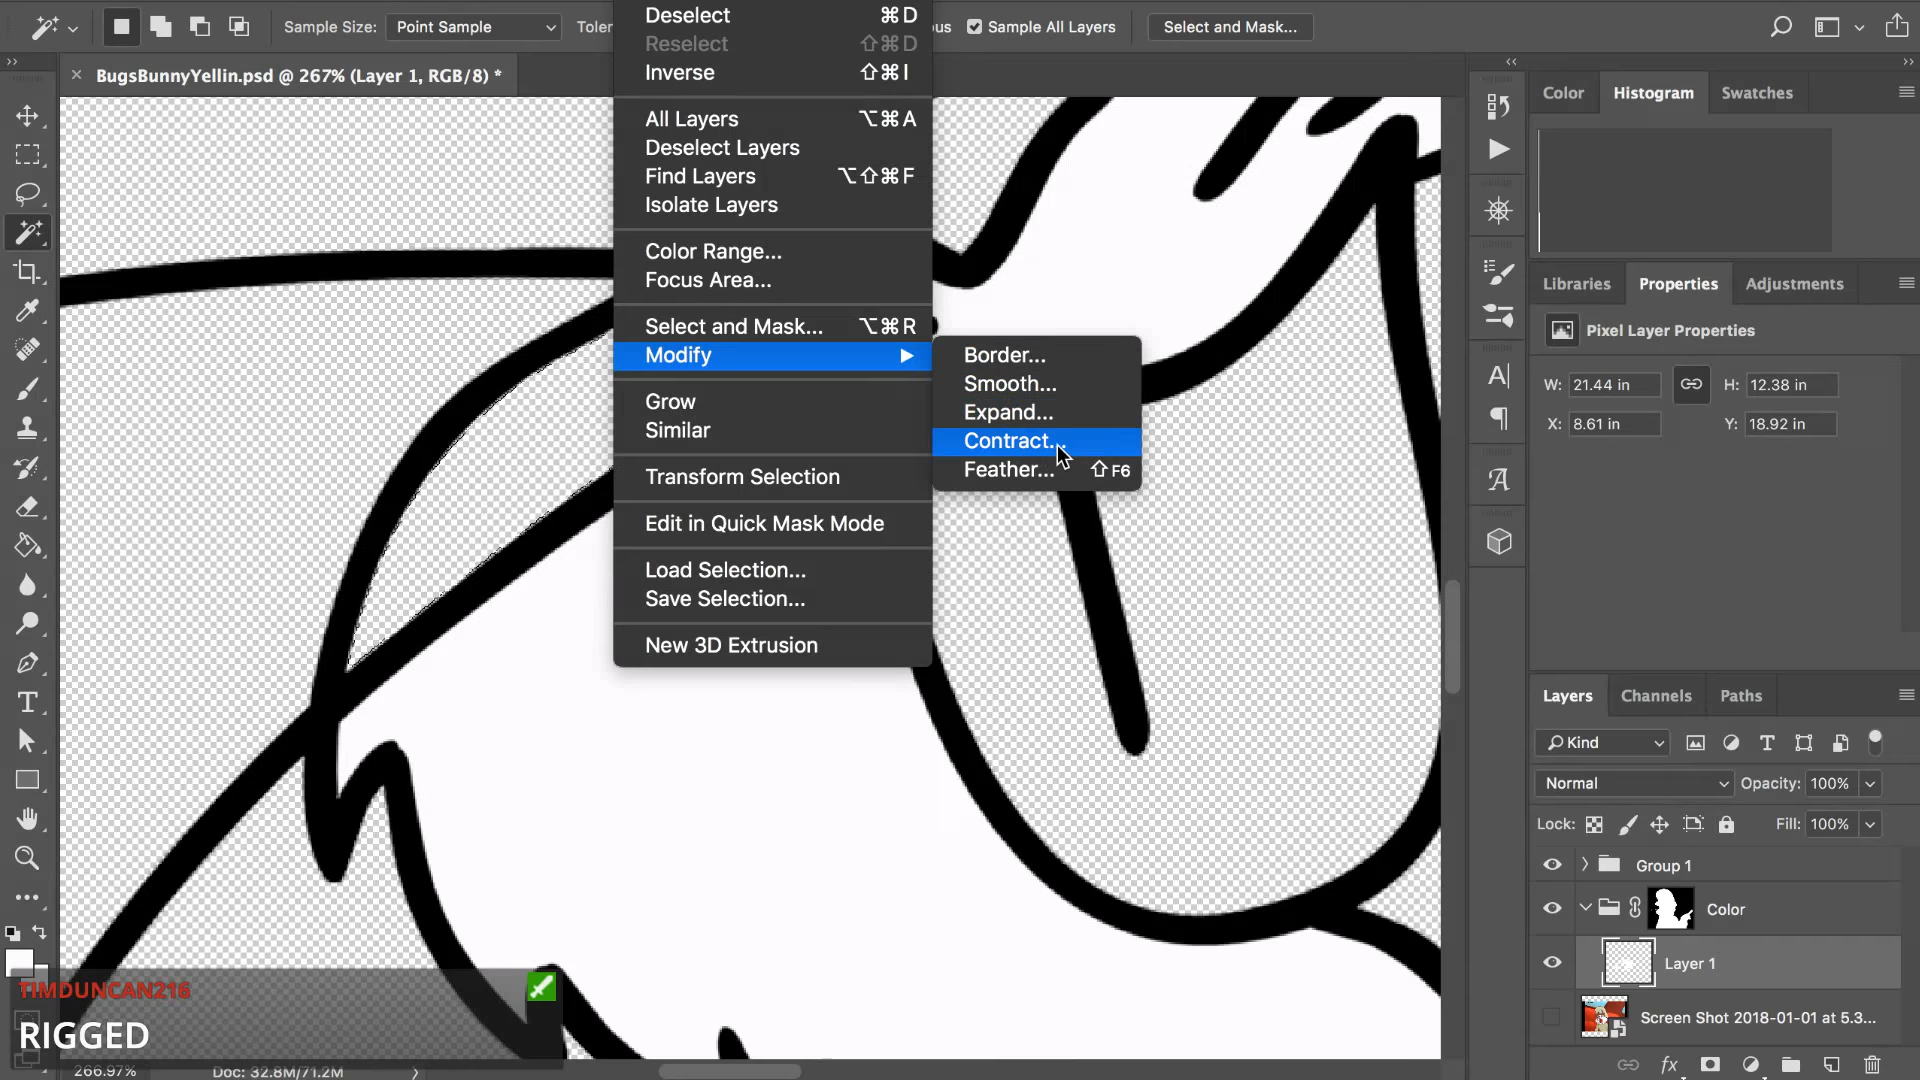 Sample Size: Point Sample Toler
Deselect ⌘D
Reselect ⇧⌘D
Inverse ⇧⌘I
All Layers ⌥⌘A
Deselect Layers
Find Layers ⌥⇧⌘F
Isolate Layers
Color Range...
Focus Area...
Select and Mask... ⌥⌘R
Modify
Grow
Similar
Transform Selection
Edit in Quick Mask Mode
Load Selection...
Save Selection...
New 3D Extrusion
Border...
Smooth...
Expand...
Contract...
Feather... ⇧F6
ous Sample All Layers Select and Mask...
BugsBunnyYellin.psd @ 267% (Layer 1, RGB/8) *
Color Histogram Swatches
Libraries Properties Adjustments
Pixel Layer Properties
W: 21.44 in H: 12.38 in
X: 8.61 in Y: 18.92 in
Layers Channels Paths
Kind
Normal Opacity: 100%
Lock: Fill: 100%
Group 1
Color
Layer 1
Screen Shot 2018-01-01 at 5.3...
TIMDUNCAN216
RIGGED
266.97% Doc: 32.8M/71.2M